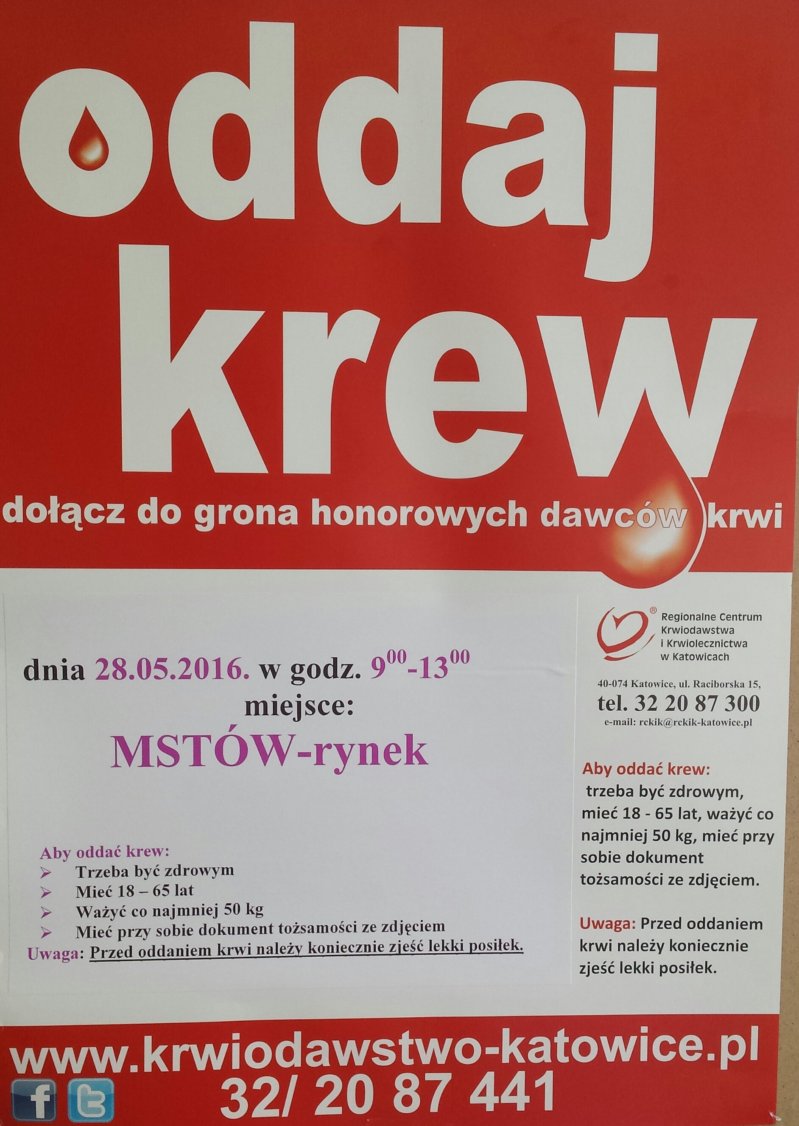 oddaj
krew
dołącz do grona honorowych dawców krwi
dnia 28.05.2016. w godz. 9⁰⁰-13⁰⁰
miejsce:
MSTÓW-rynek
Aby oddać krew:
➢ Trzeba być zdrowym
➢ Mieć 18 – 65 lat
➢ Ważyć co najmniej 50 kg
➢ Mieć przy sobie dokument tożsamości ze zdjęciem
Uwaga: Przed oddaniem krwi należy koniecznie zjeść lekki posiłek.
®
Regionalne Centrum
Krwiodawstwa
i Krwiolecznictwa
w Katowicach
40-074 Katowice, ul. Raciborska 15,
tel. 32 20 87 300
e-mail: rckik@rckik-katowice.pl
Aby oddać krew:
trzeba być zdrowym,
mieć 18 - 65 lat, ważyć co
najmniej 50 kg, mieć przy
sobie dokument
tożsamości ze zdjęciem.
Uwaga: Przed oddaniem
krwi należy koniecznie
zjeść lekki posiłek.
www.krwiodawstwo-katowice.pl
f t 32/ 20 87 441